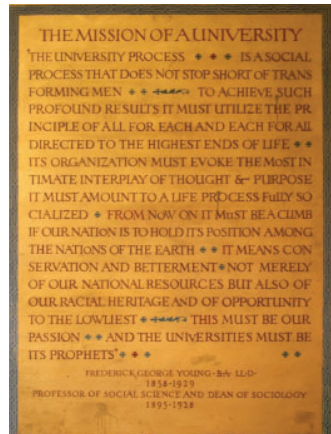 THE MISSION OF A UNIVERSITY
"THE UNIVERSITY PROCESS IS A SOCIAL
PROCESS THAT DOES NOT STOP SHORT OF TRANS
FORMING MEN TO ACHIEVE SUCH
PROFOUND RESULTS IT MUST UTILIZE THE PR
INCIPLE OF ALL FOR EACH AND EACH FOR ALL
DIRECTED TO THE HIGHEST ENDS OF LIFE
ITS ORGANIZATION MUST EVOKE THE MOST IN
TIMATE INTERPLAY OF THOUGHT & PURPOSE
IT MUST AMOUNT TO A LIFE PROCESS FULLY SO
CIALIZED FROM NOW ON IT MUST BE A CLIMB
IF OUR NATION IS TO HOLD ITS POSITION AMONG
THE NATIONS OF THE EARTH IT MEANS CON
SERVATION AND BETTERMENT NOT MERELY
OF OUR NATIONAL RESOURCES BUT ALSO OF
OUR RACIAL HERITAGE AND OF OPPORTUNITY
TO THE LOWLIEST THIS MUST BE OUR
PASSION AND THE UNIVERSITIES MUST BE
ITS PROPHETS"
FREDERICK GEORGE YOUNG-BA LLD-
1858-1929
PROFESSOR OF SOCIAL SCIENCE AND DEAN OF SOCIOLOGY
1895-1928